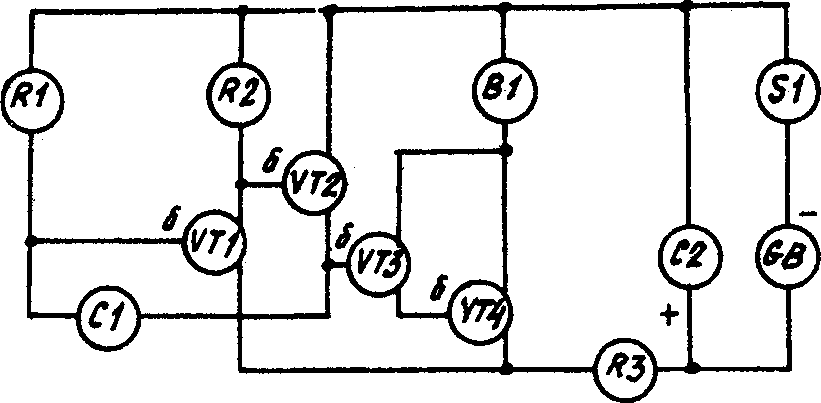 R1
R2
B1
S1
б
VT2
б
VT1
б
VT3
C2
−
GB
C1
б
VT4
+
R3